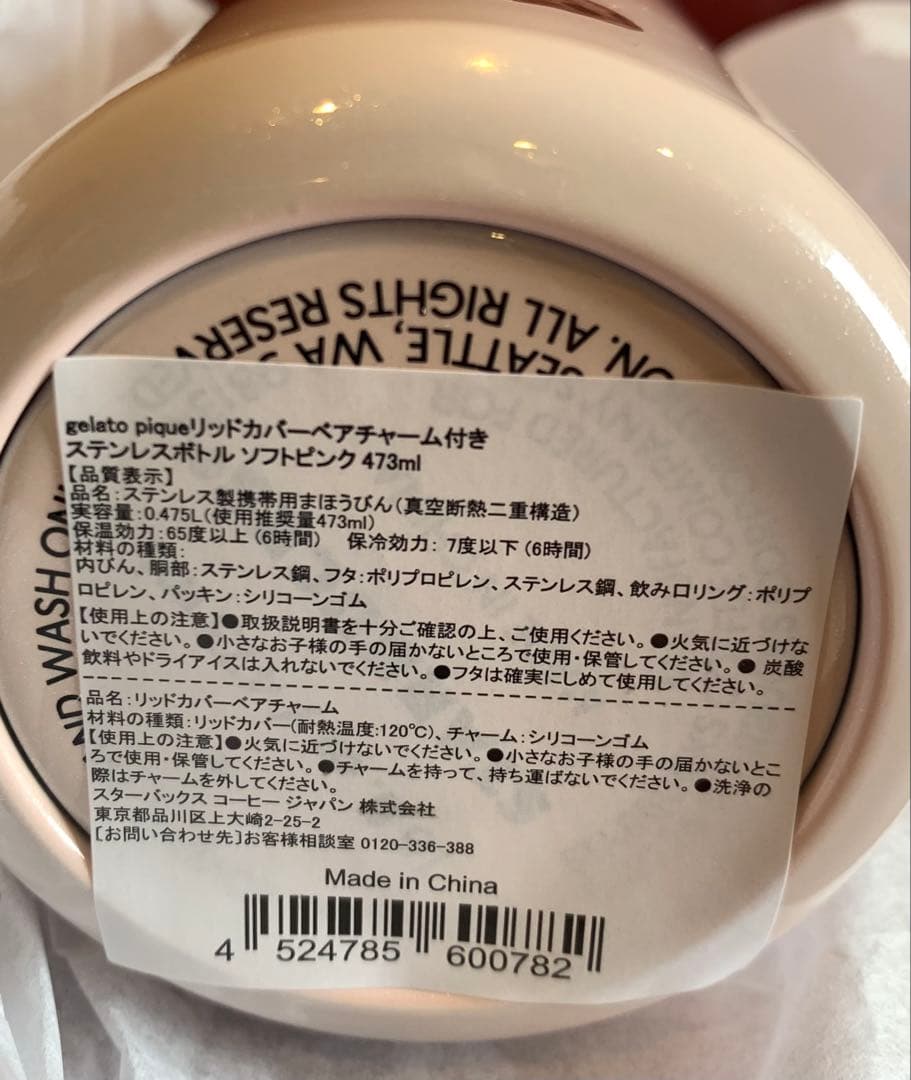 ALL RIGHTS RESERV
ON.
SEATTLE, WA
ND WASH ON
gelato piqueリッドカバーベアチャーム付き
ステンレスボトル ソフトピンク 473ml
【品質表示】
品名:ステンレス製携帯用まほうびん(真空断熱二重構造)
実容量:0.475L(使用推奨量473ml)
保温効力:65度以上(6時間)　保冷効力: 7度以下(6時間)
材料の種類:
内びん、胴部:ステンレス鋼、フタ:ポリプロピレン、ステンレス鋼、飲み口リング:ポリプ
ロピレン、パッキン:シリコーンゴム
【使用上の注意】●取扱説明書を十分ご確認の上、ご使用ください。●火気に近づけな
いでください。●小さなお子様の手の届かないところで使用・保管してください。● 炭酸
飲料やドライアイスは入れないでください。●フタは確実にしめて使用してください。
品名:リッドカバーベアチャーム
材料の種類:リッドカバー(耐熱温度:120℃)、チャーム:シリコーンゴム
【使用上の注意】●火気に近づけないでください。●小さなお子様の手の届かないとこ
ろで使用・保管してください。●チャームを持って、持ち運ばないでください。●洗浄の
際はチャームを外してください。
スターバックス コーヒー ジャパン 株式会社
東京都品川区上大崎2-25-2
〔お問い合わせ先〕お客様相談室 0120-336-388
Made in China
4 524785 600782